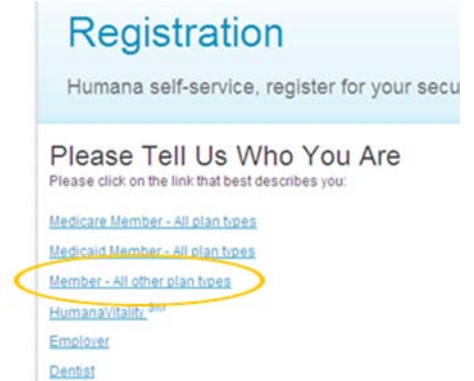 Registration
Humana self-service, register for your secu
Please Tell Us Who You Are
Please click on the link that best describes you:
Medicare Member - All plan types
Medicaid Member - All plan types
Member - All other plan types
HumanaVitality SM
Employer
Dentist